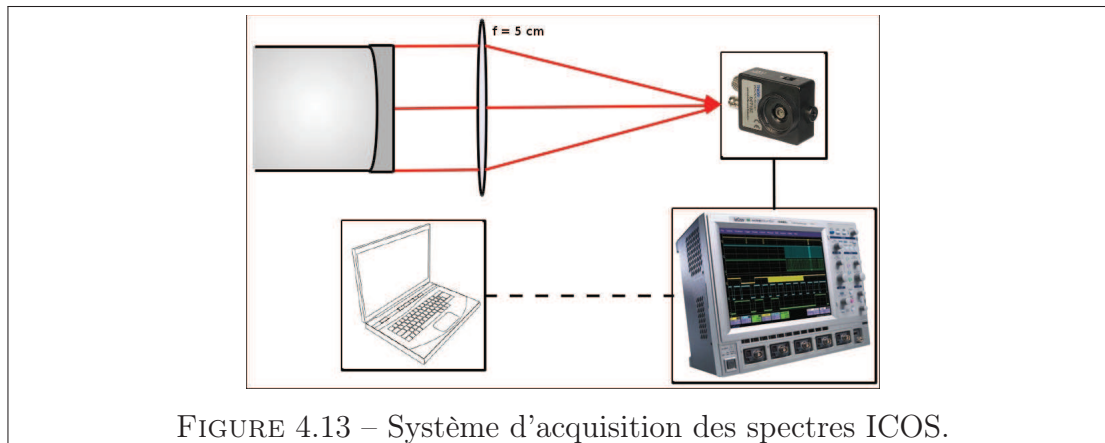 f = 5 cm
FIGURE 4.13 – Système d'acquisition des spectres ICOS.